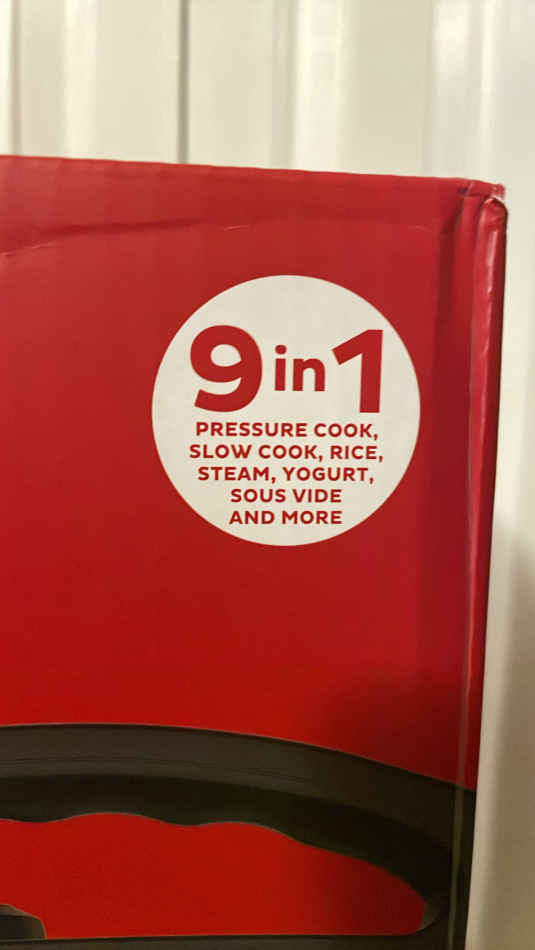 9 in 1
PRESSURE COOK,
SLOW COOK, RICE,
STEAM, YOGURT,
SOUS VIDE
AND MORE